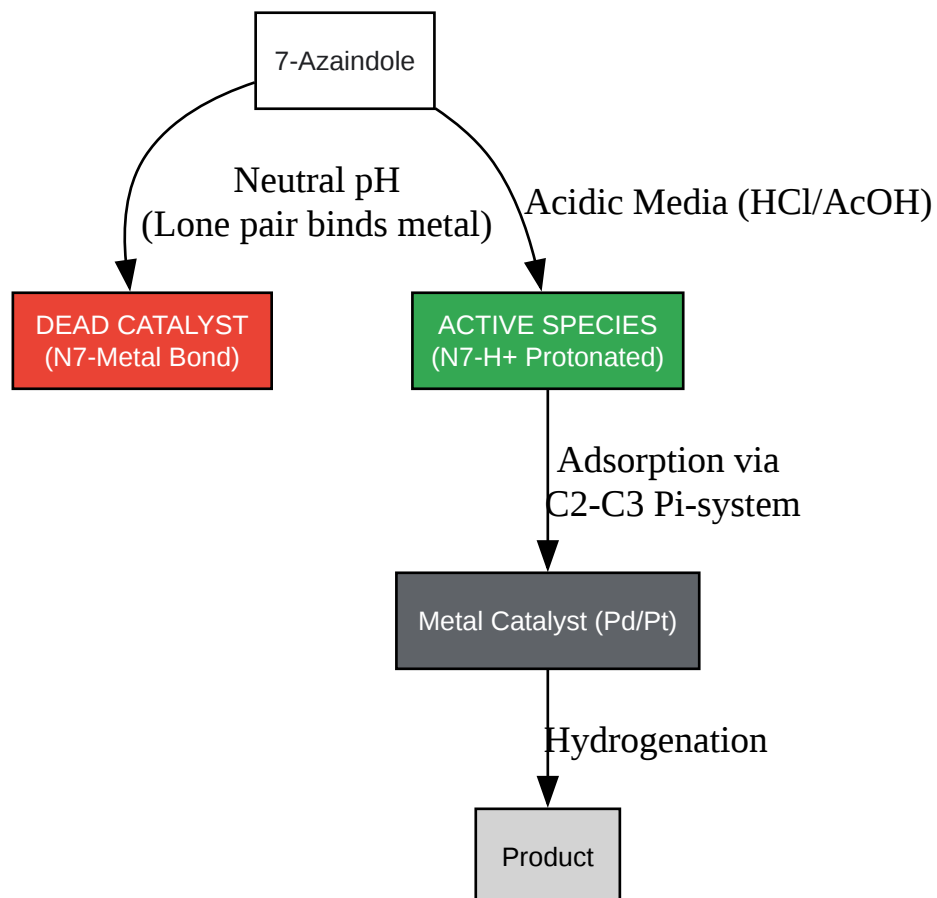 7-Azaindole
Neutral pH
(Lone pair binds metal)
Acidic Media (HCl/AcOH)
DEAD CATALYST
(N7-Metal Bond)
ACTIVE SPECIES
(N7-H+ Protonated)
Adsorption via
C2-C3 Pi-system
Metal Catalyst (Pd/Pt)
Hydrogenation
Product